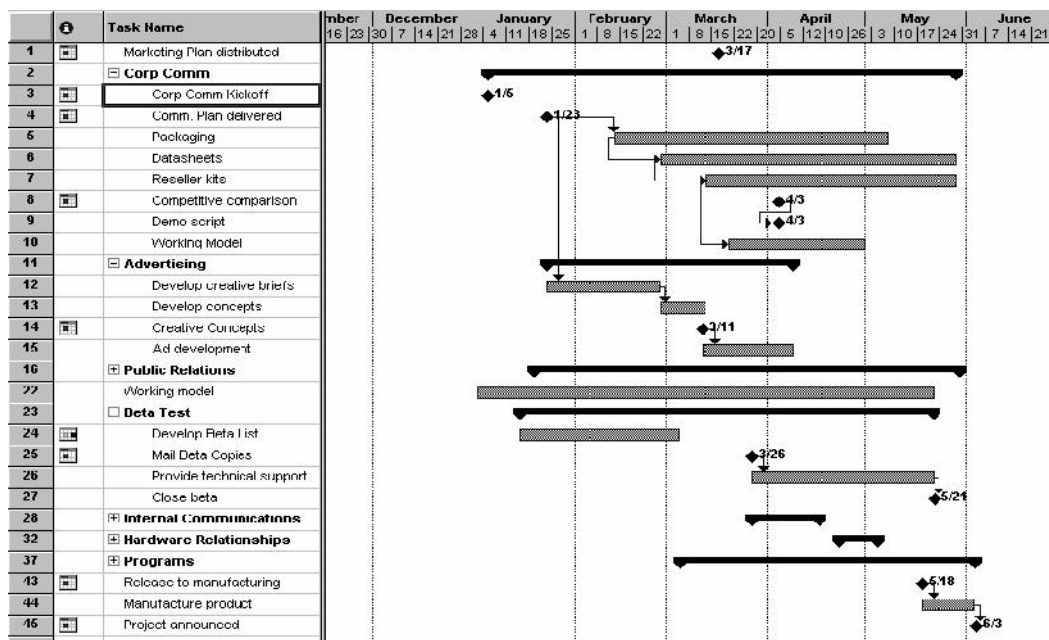 Task Name
mber December January February March April May June
16 23 30 7 14 21 28 4 11 18 25 1 8 15 22 1 8 15 22 20 5 12 10 26 3 10 17 24 31 7 14 21
1 Marketing Plan distributed 3/17
2 Corp Comm
3 Corp Comm Kickoff 1/5
4 Comm. Plan delivered 1/23
5 Packaging
6 Datasheets
7 Reseller kits
8 Competitive comparison 4/3
9 Demo script 4/3
10 Working Model
11 Advertising
12 Develop creative briefs
13 Develop concepts
14 Creative Concepts 3/11
15 Ad development
16 Public Relations
22 Working model
23 Beta Test
24 Develop Beta List
25 Mail Beta Copies 3/26
26 Provide technical support
27 Close beta 5/21
28 Internal Communications
32 Hardware Relationships
37 Programs
43 Release to manufacturing 5/18
44 Manufacture product
45 Project announced 6/3